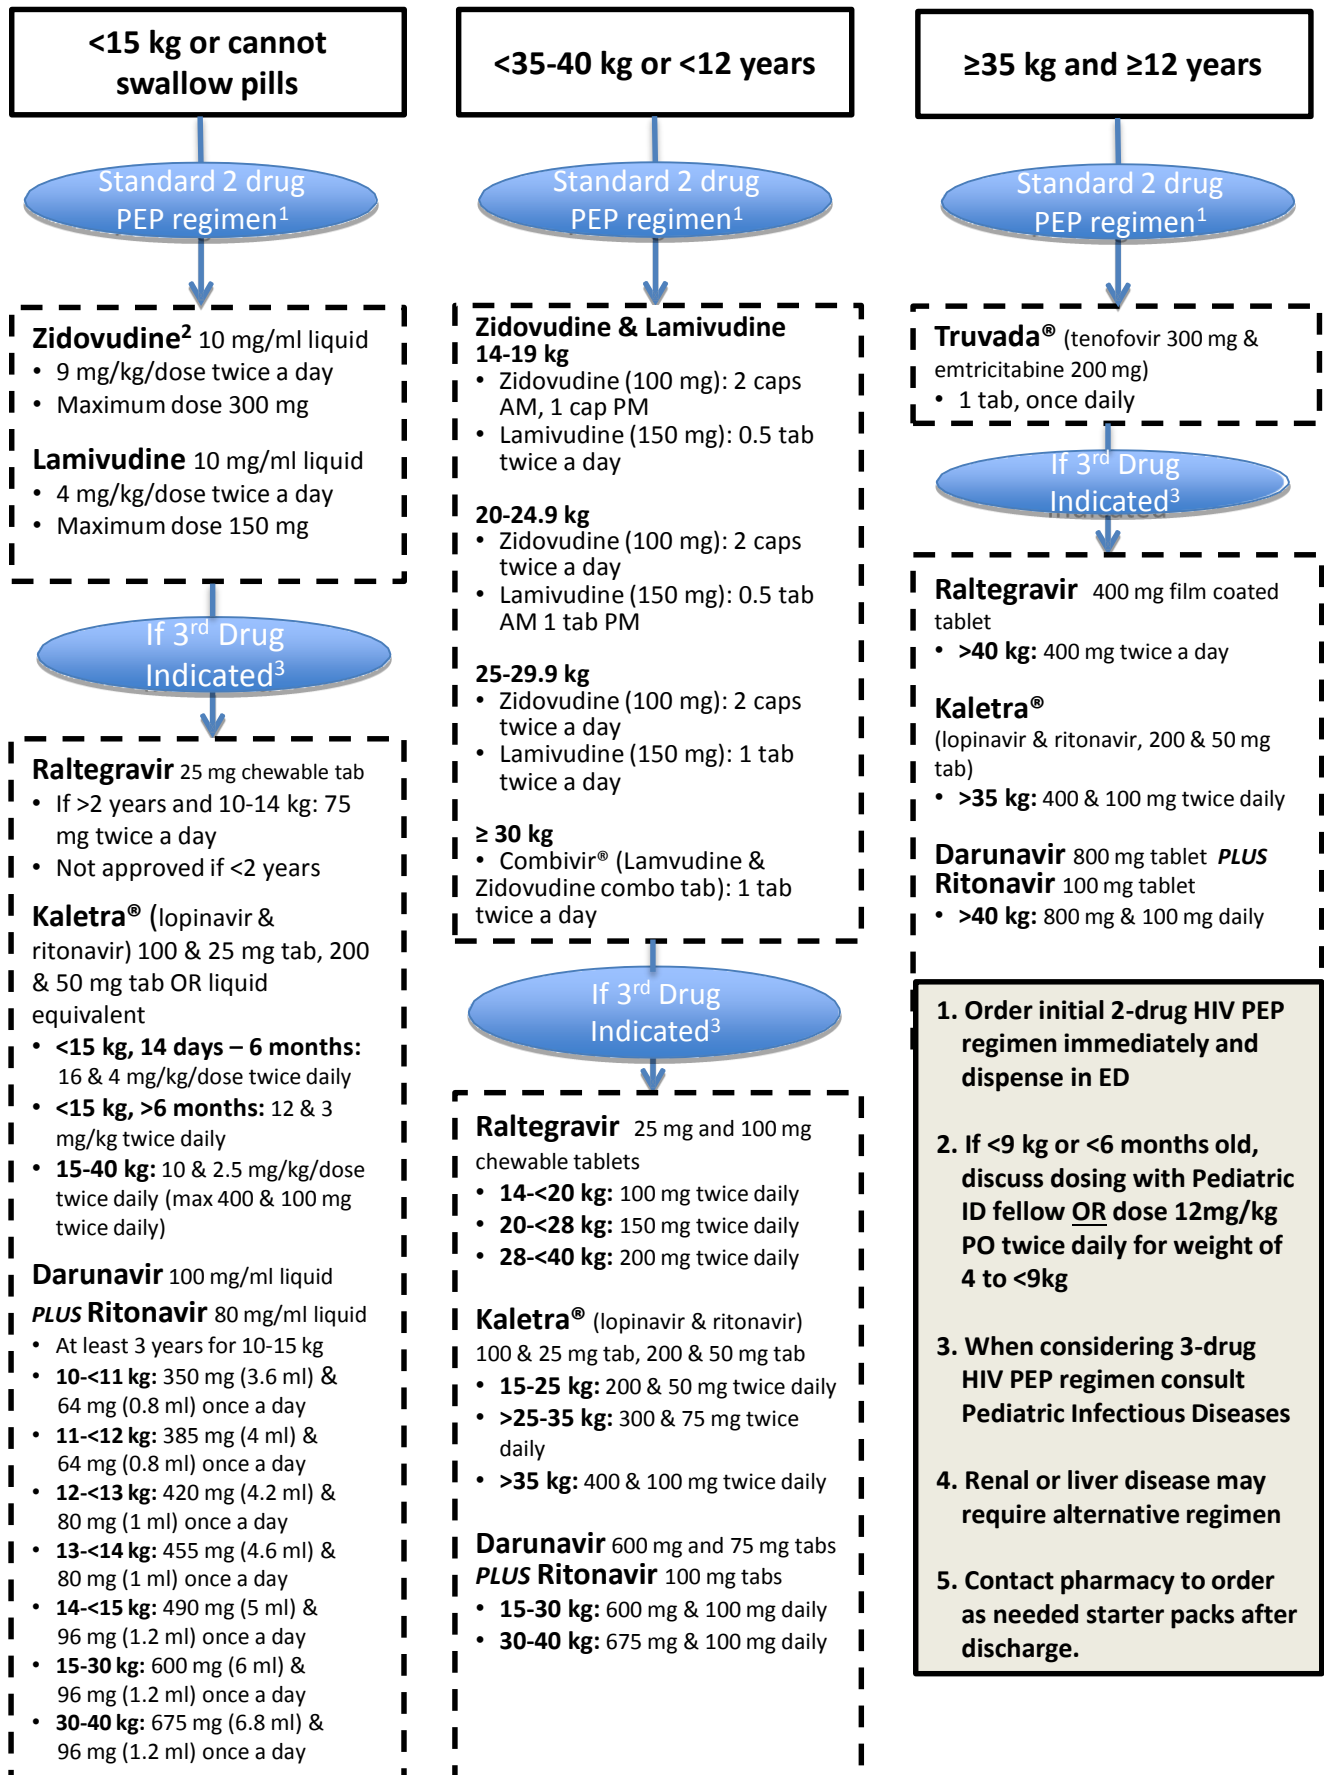 <15 kg or cannot
swallow pills
Standard 2 drug
PEP regimen1
Zidovudine2 10 mg/ml liquid
• 9 mg/kg/dose twice a day
• Maximum dose 300 mg
Lamivudine 10 mg/ml liquid
• 4 mg/kg/dose twice a day
• Maximum dose 150 mg
If 3rd Drug
Indicated3
Raltegravir 25 mg chewable tab
• If >2 years and 10-14 kg: 75
mg twice a day
• Not approved if <2 years
Kaletra® (lopinavir &
ritonavir) 100 & 25 mg tab, 200
& 50 mg tab OR liquid
equivalent
• <15 kg, 14 days – 6 months:
16 & 4 mg/kg/dose twice daily
• <15 kg, >6 months: 12 & 3
mg/kg twice daily
• 15-40 kg: 10 & 2.5 mg/kg/dose
twice daily (max 400 & 100 mg
twice daily)
Darunavir 100 mg/ml liquid
PLUS Ritonavir 80 mg/ml liquid
• At least 3 years for 10-15 kg
• 10-<11 kg: 350 mg (3.6 ml) &
64 mg (0.8 ml) once a day
• 11-<12 kg: 385 mg (4 ml) &
64 mg (0.8 ml) once a day
• 12-<13 kg: 420 mg (4.2 ml) &
80 mg (1 ml) once a day
• 13-<14 kg: 455 mg (4.6 ml) &
80 mg (1 ml) once a day
• 14-<15 kg: 490 mg (5 ml) &
96 mg (1.2 ml) once a day
• 15-30 kg: 600 mg (6 ml) &
96 mg (1.2 ml) once a day
• 30-40 kg: 675 mg (6.8 ml) &
96 mg (1.2 ml) once a day
<35-40 kg or <12 years
Standard 2 drug
PEP regimen1
Zidovudine & Lamivudine
14-19 kg
• Zidovudine (100 mg): 2 caps
AM, 1 cap PM
• Lamivudine (150 mg): 0.5 tab
twice a day
20-24.9 kg
• Zidovudine (100 mg): 2 caps
twice a day
• Lamivudine (150 mg): 0.5 tab
AM 1 tab PM
25-29.9 kg
• Zidovudine (100 mg): 2 caps
twice a day
• Lamivudine (150 mg): 1 tab
twice a day
≥ 30 kg
• Combivir® (Lamvudine &
Zidovudine combo tab): 1 tab
twice a day
If 3rd Drug
Indicated3
Raltegravir 25 mg and 100 mg
chewable tablets
• 14-<20 kg: 100 mg twice daily
• 20-<28 kg: 150 mg twice daily
• 28-<40 kg: 200 mg twice daily
Kaletra® (lopinavir & ritonavir)
100 & 25 mg tab, 200 & 50 mg tab
• 15-25 kg: 200 & 50 mg twice daily
• >25-35 kg: 300 & 75 mg twice
daily
• >35 kg: 400 & 100 mg twice daily
Darunavir 600 mg and 75 mg tabs
PLUS Ritonavir 100 mg tabs
• 15-30 kg: 600 mg & 100 mg daily
• 30-40 kg: 675 mg & 100 mg daily
≥35 kg and ≥12 years
Standard 2 drug
PEP regimen1
Truvada® (tenofovir 300 mg &
emtricitabine 200 mg)
• 1 tab, once daily
If 3rd Drug
Indicated3
Raltegravir 400 mg film coated
tablet
• >40 kg: 400 mg twice a day
Kaletra®
(lopinavir & ritonavir, 200 & 50 mg
tab)
• >35 kg: 400 & 100 mg twice daily
Darunavir 800 mg tablet PLUS
Ritonavir 100 mg tablet
• >40 kg: 800 mg & 100 mg daily
1. Order initial 2-drug HIV PEP
regimen immediately and
dispense in ED
2. If <9 kg or <6 months old,
discuss dosing with Pediatric
ID fellow OR dose 12mg/kg
PO twice daily for weight of
4 to <9kg
3. When considering 3-drug
HIV PEP regimen consult
Pediatric Infectious Diseases
4. Renal or liver disease may
require alternative regimen
5. Contact pharmacy to order
as needed starter packs after
discharge.